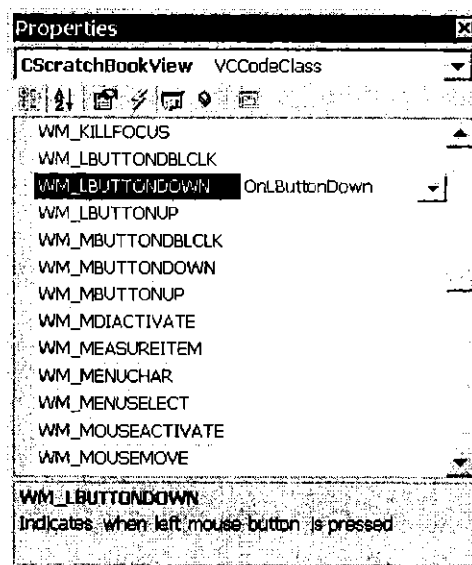 Properties
CScratchBookView VCCodeClass
WM_KILLFOCUS
WM_LBUTTONDBLCLK
WM_LBUTTONDOWN OnLButtonDown
WM_LBUTTONUP
WM_MBUTTONDBLCLK
WM_MBUTTONDOWN
WM_MBUTTONUP
WM_MDIACTIVATE
WM_MEASUREITEM
WM_MENUCHAR
WM_MENUSELECT
WM_MOUSEACTIVATE
WM_MOUSEMOVE
WM_LBUTTONDOWN
Indicates when left mouse button is pressed